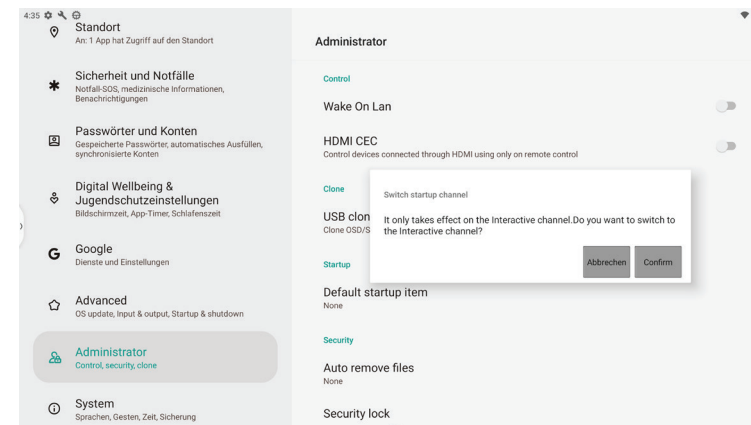 4:35
Standort
An: 1 App hat Zugriff auf den Standort
Sicherheit und Notfälle
Notfall-SOS, medizinische Informationen,
Benachrichtigungen
Passwörter und Konten
Gespeicherte Passwörter, automatisches Ausfüllen,
synchronisierte Konten
Digital Wellbeing &
Jugendschutzeinstellungen
Bildschirmzeit, App-Timer, Schlafenszeit
Google
Dienste und Einstellungen
Advanced
OS update, Input & output, Startup & shutdown
Administrator
Control, security, clone
System
Sprachen, Gesten, Zeit, Sicherung
Administrator
Control
Wake On Lan
HDMI CEC
Control devices connected through HDMI using only on remote control
Clone
USB clon
Clone OSD/S
Switch startup channel
It only takes effect on the Interactive channel.Do you want to switch to
the Interactive channel?
Abbrechen Confirm
Startup
Default startup item
None
Security
Auto remove files
None
Security lock